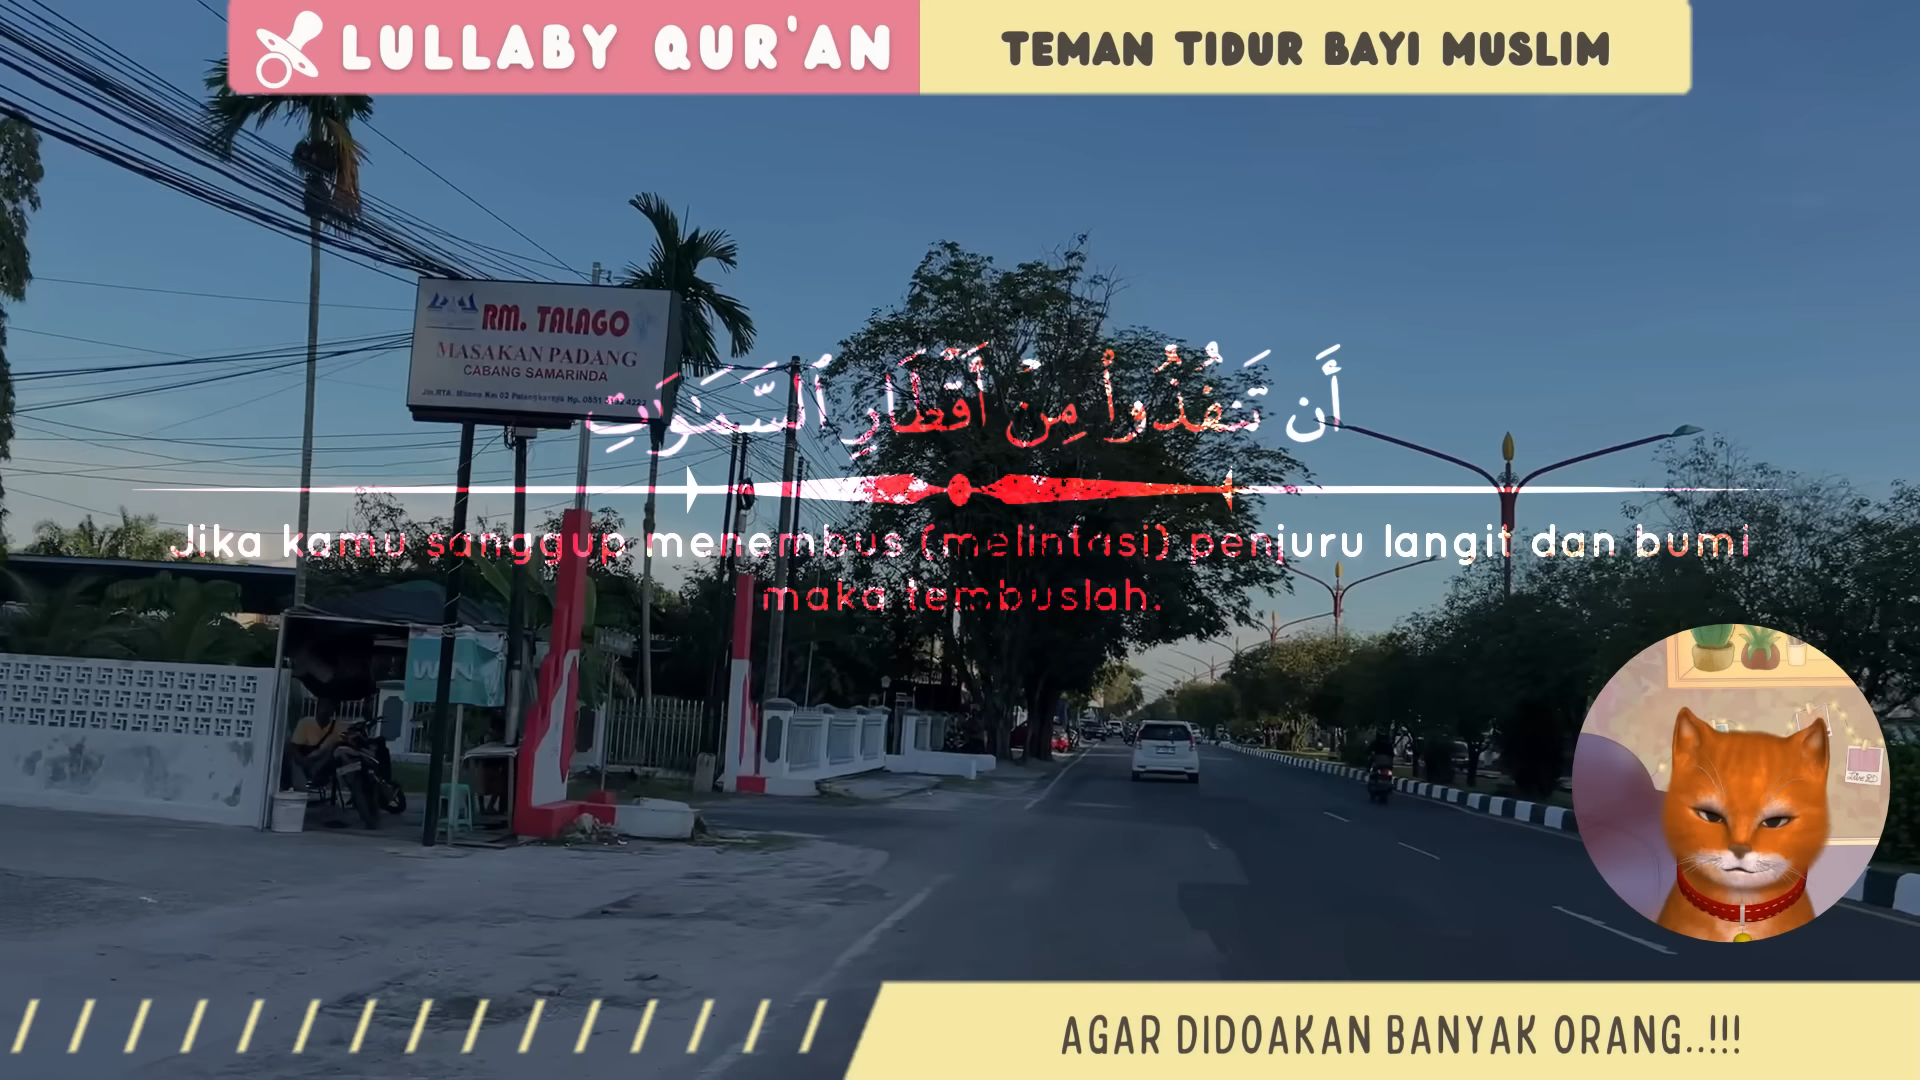 LULLABY QUR'AN
TEMAN TIDUR BAYI MUSLIM
RM. TALAGO
MASAKAN PADANG
CABANG SAMARINDA
أَن تَنفُذُوا۟ مِنْ أَقْطَارِ ٱلسَّمَـٰوَٰتِ
Jika kamu sanggup menembus (melintasi) penjuru langit dan bumi
maka tembuslah.
WIN
AGAR DIDOAKAN BANYAK ORANG..!!!